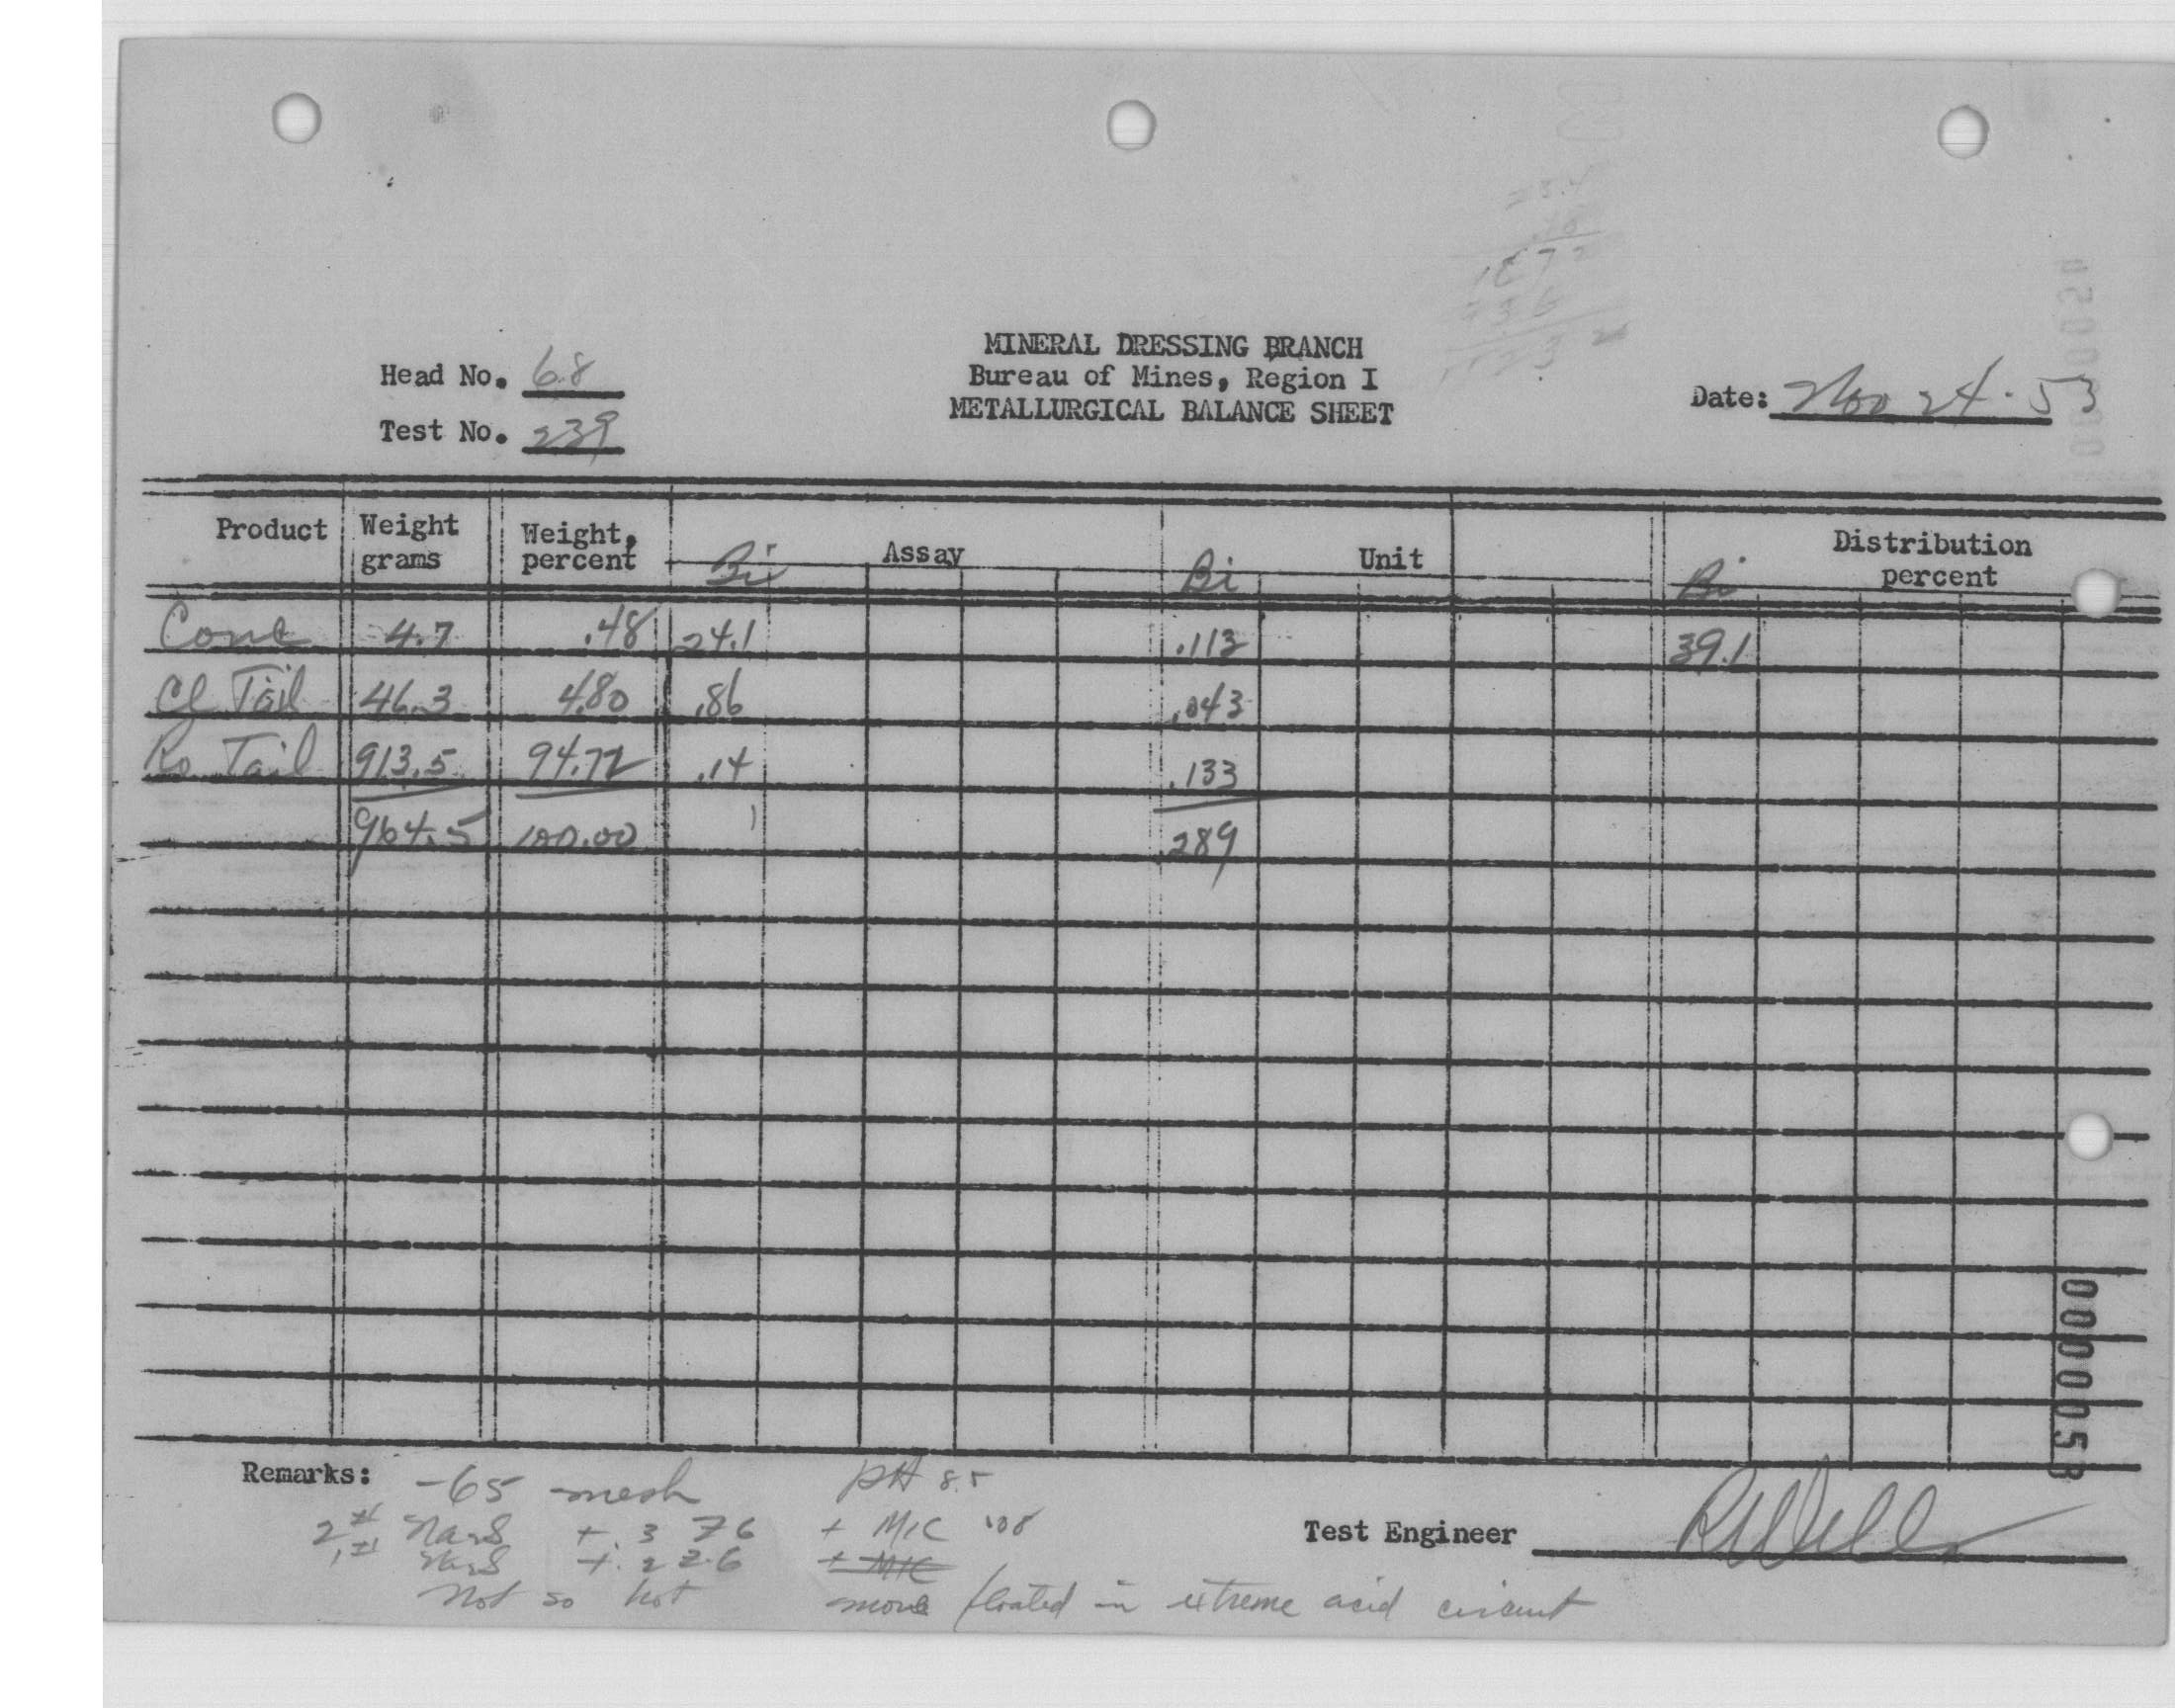 MINERAL DRESSING BRANCH
Head No. 68
Bureau of Mines, Region I
METALLURGICAL BALANCE SHEET
Date: Nov 24 - 53
Test No. 239
Product Weight grams Weight, percent Assay Unit Distribution percent
Bi Bi Bi
Conc 4.7 .48 24.1 .113 39.1
Cl Tail 46.3 4.80 .86 .043
Ro Tail 913.5 94.72 .14 .133
964.5 100.00 .289
0000053
Remarks: -65 mesh pH 8.5
2# Na2S + .3 Z6 + MIC
1# Na2S + .2 Z-6 + MIC
Test Engineer
Not so hot more floated in extreme acid circuit